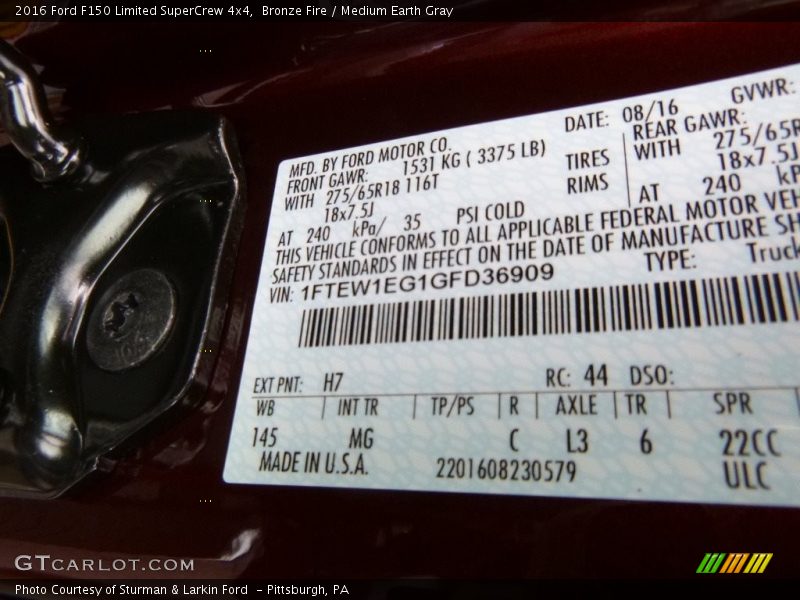 2016 Ford F150 Limited SuperCrew 4x4, Bronze Fire / Medium Earth Gray
MFD. BY FORD MOTOR CO.
DATE: 08/16
GVWR:
FRONT GAWR: 1531 KG ( 3375 LB)
REAR GAWR:
WITH 275/65R18 116T
TIRES
WITH 275/65R
18x7.5J
RIMS
18x7.5J
AT 240 kPa/ 35 PSI COLD
AT 240 kP
THIS VEHICLE CONFORMS TO ALL APPLICABLE FEDERAL MOTOR VEH
SAFETY STANDARDS IN EFFECT ON THE DATE OF MANUFACTURE SH
VIN: 1FTEW1EG1GFD36909
TYPE: Truck
EXT PNT: H7 RC: 44 DSO:
WB INT TR TP/PS R AXLE TR SPR
145 MG C L3 6 22CC
MADE IN U.S.A. 2201608230579 ULC
GTCARLOT.COM
Photo Courtesy of Sturman & Larkin Ford - Pittsburgh, PA